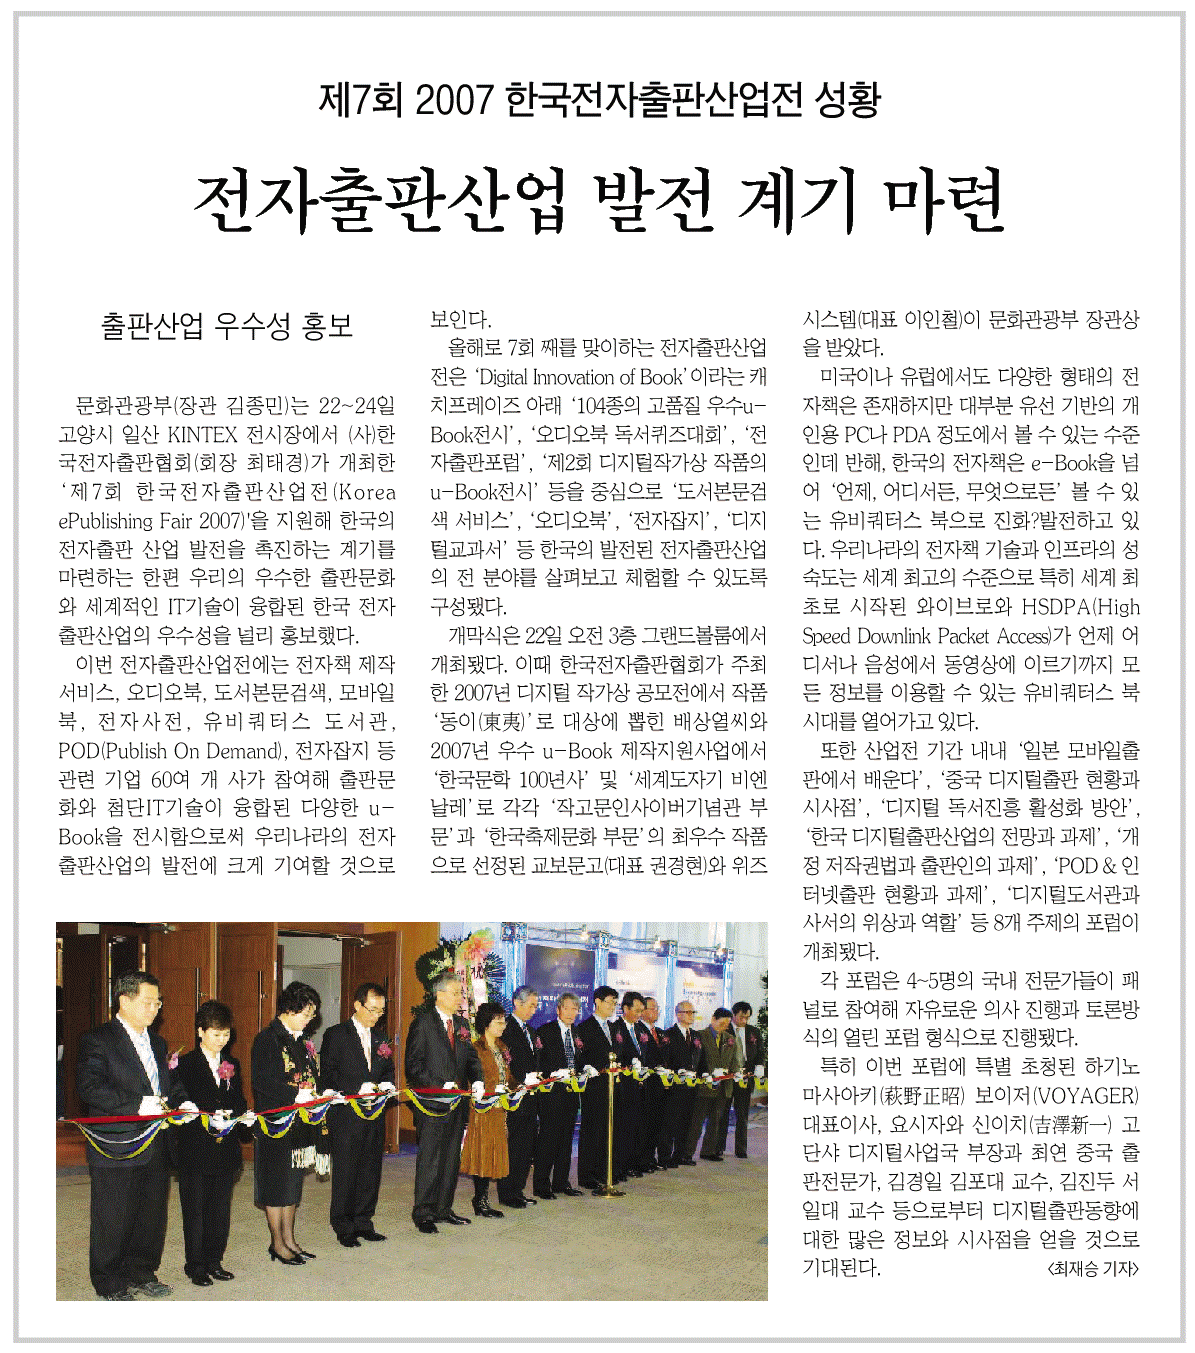 제7회 2007 한국전자출판산업전 성황
전자출판산업 발전 계기 마련
출판산업 우수성 홍보
문화관광부(장관 김종민)는 22~24일
고양시 일산 KINTEX 전시장에서 (사)한
국전자출판협회(회장 최태경)가 개최한
‘제7회 한국전자출판산업전(Korea
ePublishing Fair 2007)'을 지원해 한국의
전자출판 산업 발전을 촉진하는 계기를
마련하는 한편 우리의 우수한 출판문화
와 세계적인 IT기술이 융합된 한국 전자
출판산업의 우수성을 널리 홍보했다.
이번 전자출판산업전에는 전자책 제작
서비스, 오디오북, 도서본문검색, 모바일
북, 전자사전, 유비쿼터스 도서관,
POD(Publish On Demand), 전자잡지 등
관련 기업 60여 개 사가 참여해 출판문
화와 첨단IT기술이 융합된 다양한 u-
Book을 전시함으로써 우리나라의 전자
출판산업의 발전에 크게 기여할 것으로
보인다.
올해로 7회 째를 맞이하는 전자출판산업
전은 ‘Digital Innovation of Book’이라는 캐
치프레이즈 아래 ‘104종의 고품질 우수u-
Book전시’, ‘오디오북 독서퀴즈대회’, ‘전
자출판포럼’, ‘제2회 디지털작가상 작품의
u-Book전시’ 등을 중심으로 ‘도서본문검
색 서비스’, ‘오디오북’, ‘전자잡지’, ‘디지
털교과서’ 등 한국의 발전된 전자출판산업
의 전 분야를 살펴보고 체험할 수 있도록
구성됐다.
개막식은 22일 오전 3층 그랜드볼룸에서
개최됐다. 이때 한국전자출판협회가 주최
한 2007년 디지털 작가상 공모전에서 작품
‘동이(東夷)’로 대상에 뽑힌 배상열씨와
2007년 우수 u-Book 제작지원사업에서
‘한국문학 100년사’ 및 ‘세계도자기 비엔
날레’로 각각 ‘작고문인사이버기념관 부
문’과 ‘한국축제문화 부문’의 최우수 작품
으로 선정된 교보문고(대표 권경현)와 위즈
시스템(대표 이인철)이 문화관광부 장관상
을 받았다.
미국이나 유럽에서도 다양한 형태의 전
자책은 존재하지만 대부분 유선 기반의 개
인용 PC나 PDA 정도에서 볼 수 있는 수준
인데 반해, 한국의 전자책은 e-Book을 넘
어 ‘언제, 어디서든, 무엇으로든’ 볼 수 있
는 유비쿼터스 북으로 진화?발전하고 있
다. 우리나라의 전자책 기술과 인프라의 성
숙도는 세계 최고의 수준으로 특히 세계 최
초로 시작된 와이브로와 HSDPA(High
Speed Downlink Packet Access)가 언제 어
디서나 음성에서 동영상에 이르기까지 모
든 정보를 이용할 수 있는 유비쿼터스 북
시대를 열어가고 있다.
또한 산업전 기간 내내 ‘일본 모바일출
판에서 배운다’, ‘중국 디지털출판 현황과
시사점’, ‘디지털 독서진흥 활성화 방안’,
‘한국 디지털출판산업의 전망과 과제’, ‘개
정 저작권법과 출판인의 과제’, ‘POD & 인
터넷출판 현황과 과제’, ‘디지털도서관과
사서의 위상과 역할’ 등 8개 주제의 포럼이
개최됐다.
각 포럼은 4~5명의 국내 전문가들이 패
널로 참여해 자유로운 의사 진행과 토론방
식의 열린 포럼 형식으로 진행됐다.
특히 이번 포럼에 특별 초청된 하기노
마사아키(萩野正昭) 보이저(VOYAGER)
대표이사, 요시자와 신이치(吉澤新一) 고
단샤 디지털사업국 부장과 최연 중국 출
판전문가, 김경일 김포대 교수, 김진두 서
일대 교수 등으로부터 디지털출판동향에
대한 많은 정보와 시사점을 얻을 것으로
기대된다. <최재승 기자>